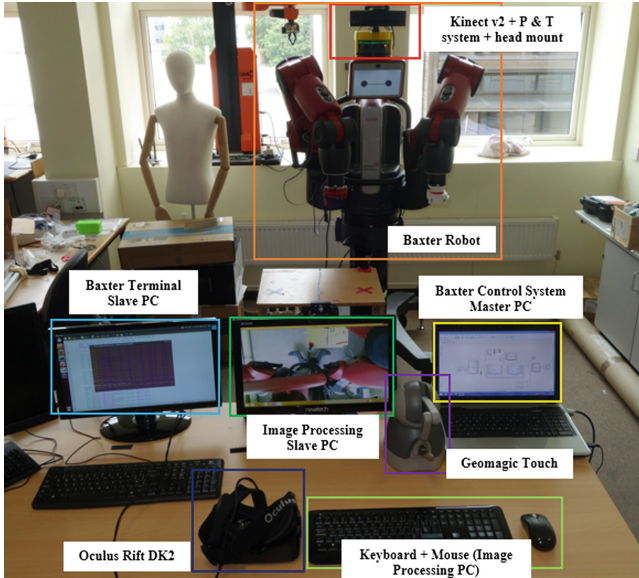 Kinect v2 + P & T
system + head mount
Baxter Robot
Baxter Terminal
Slave PC
Baxter Control System
Master PC
Image Processing
Slave PC
Geomagic Touch
Oculus
Oculus Rift DK2
Keyboard + Mouse (Image
Processing PC)